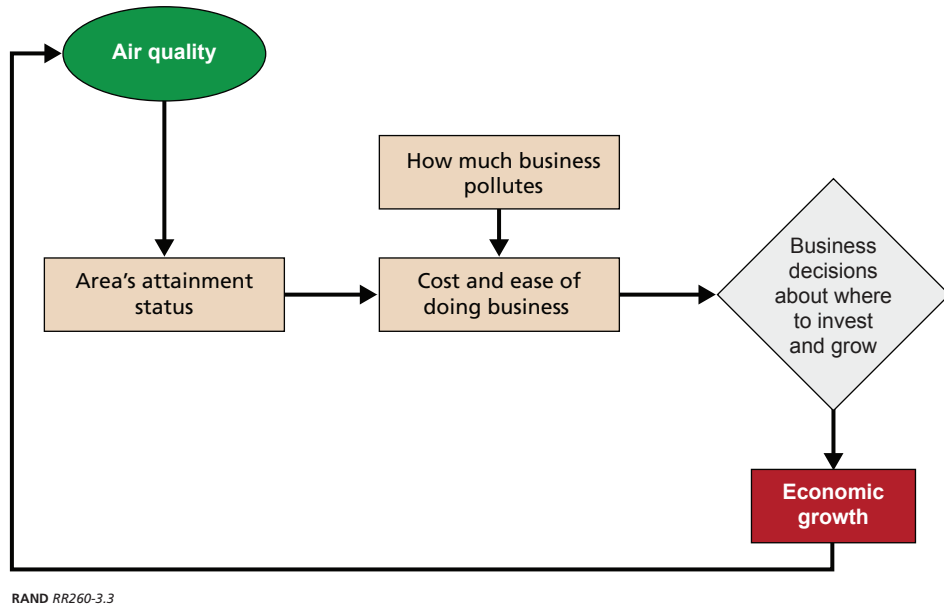 Air quality
How much business
pollutes
Area's attainment
status
Cost and ease of
doing business
Business
decisions
about where
to invest
and grow
Economic
growth
RAND RR260-3.3